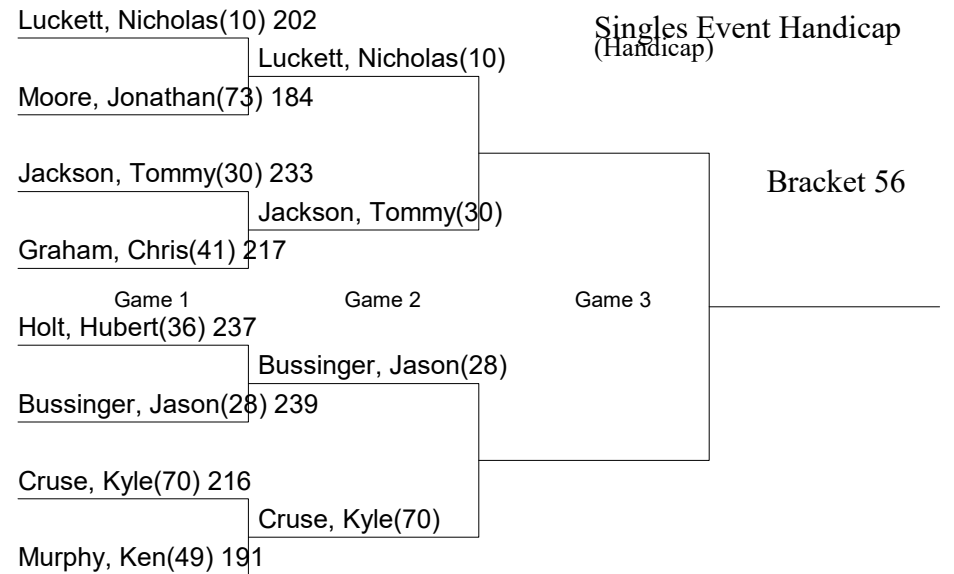 Luckett, Nicholas(10) 202
Singles Event Handicap
(Handicap)
Luckett, Nicholas(10)
Moore, Jonathan(73) 184
Jackson, Tommy(30) 233
Bracket 56
Jackson, Tommy(30)
Graham, Chris(41) 217
Game 1
Game 2
Game 3
Holt, Hubert(36) 237
Bussinger, Jason(28)
Bussinger, Jason(28) 239
Cruse, Kyle(70) 216
Cruse, Kyle(70)
Murphy, Ken(49) 191